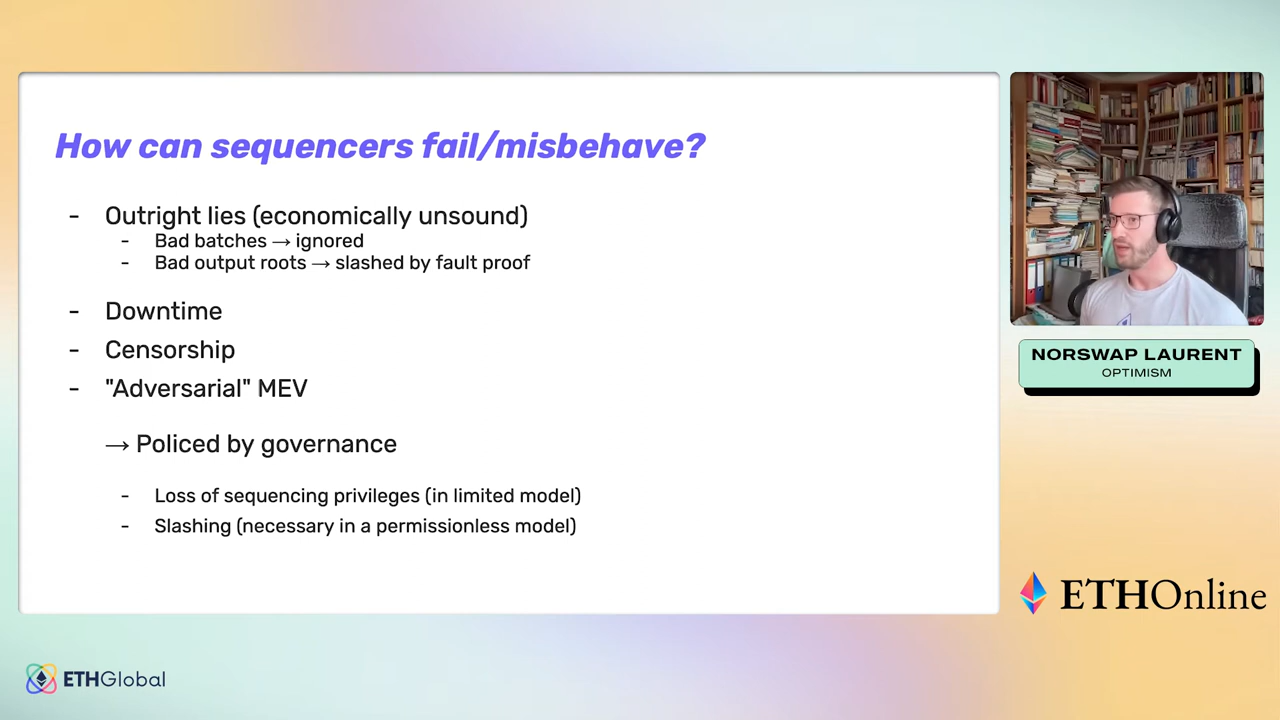 How can sequencers fail/misbehave?
- Outright lies (economically unsound)
- Bad batches → ignored
- Bad output roots → slashed by fault proof
- Downtime
- Censorship
- "Adversarial" MEV
→ Policed by governance
- Loss of sequencing privileges (in limited model)
- Slashing (necessary in a permissionless model)
NORSWAP LAURENT
OPTIMISM
ETHOnline
ETHGlobal